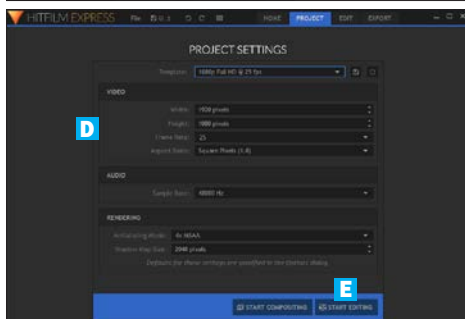 HITFILM EXPRESS File HOME PROJECT EDIT EXPORT
PROJECT SETTINGS
Template: 1080p Full HD @ 25 fps
VIDEO
Width: 1920 pixels
D
Height: 1080 pixels
Frame Rate: 25
Aspect Ratio: Square Pixels (1.0)
AUDIO
Sample Rate: 48000 Hz
RENDERING
Antialiasing Mode: 4x MSAA
Shadow Map Size: 2048 pixels
Defaults for these settings are specified in the Options dialog.
E
START COMPOSITING START EDITING